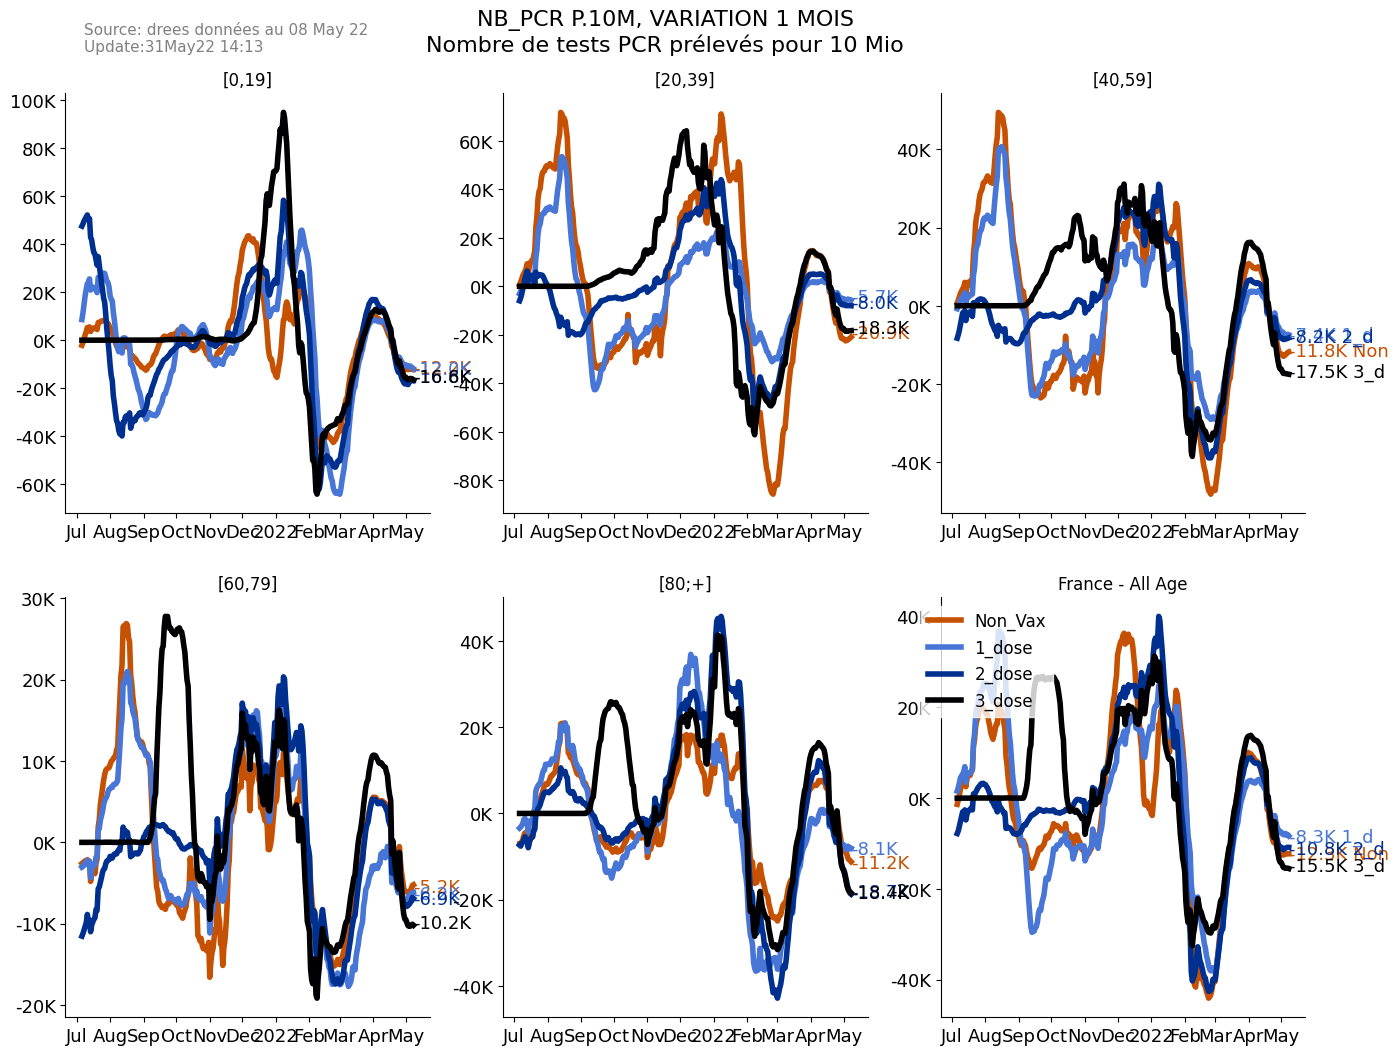 NB_PCR P.10M, VARIATION 1 MOIS
Nombre de tests PCR prélevés pour 10 Mio
Source: drees données au 08 May 22
Update:31May22 14:13
[0,19]
100K
80K
60K
40K
20K
0K
-20K
-40K
-60K
-16.6K
Jul Aug Sep Oct Nov Dec 2022 Feb Mar Apr May
[20,39]
60K
40K
20K
0K
-20K
-40K
-60K
-80K
-5.7K
-8.0K
-18.3K
-20.9K
Jul Aug Sep Oct Nov Dec 2022 Feb Mar Apr May
[40,59]
40K
20K
0K
-20K
-40K
-8.2K 2_d
-11.8K Non
-17.5K 3_d
Jul Aug Sep Oct Nov Dec 2022 Feb Mar Apr May
[60,79]
30K
20K
10K
0K
-10K
-20K
-5.2K
-6.9K
-10.2K
Jul Aug Sep Oct Nov Dec 2022 Feb Mar Apr May
[80;+]
40K
20K
0K
-20K
-40K
-8.1K
-11.2K
-18.4K
Jul Aug Sep Oct Nov Dec 2022 Feb Mar Apr May
France - All Age
40K
20K
0K
-20K
-40K
Non_Vax
1_dose
2_dose
3_dose
-8.3K 1_d
-10.8K 2_d
-15.5K 3_d
Jul Aug Sep Oct Nov Dec 2022 Feb Mar Apr May